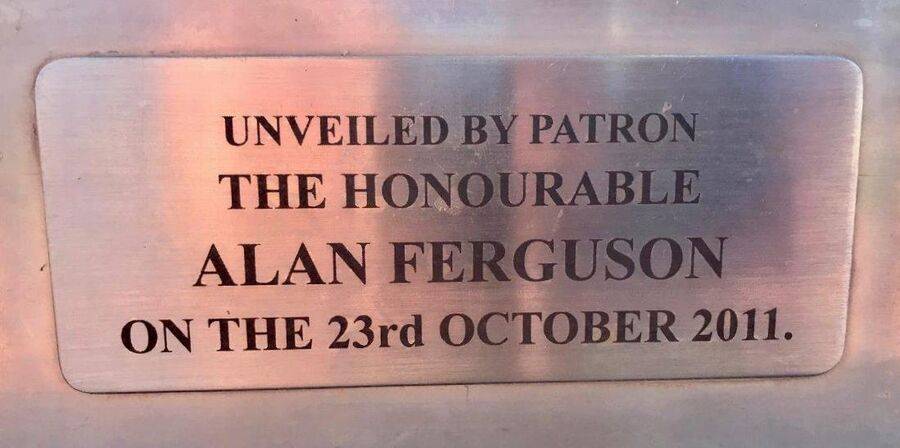 UNVEILED BY PATRON
THE HONOURABLE
ALAN FERGUSON
ON THE 23rd OCTOBER 2011.